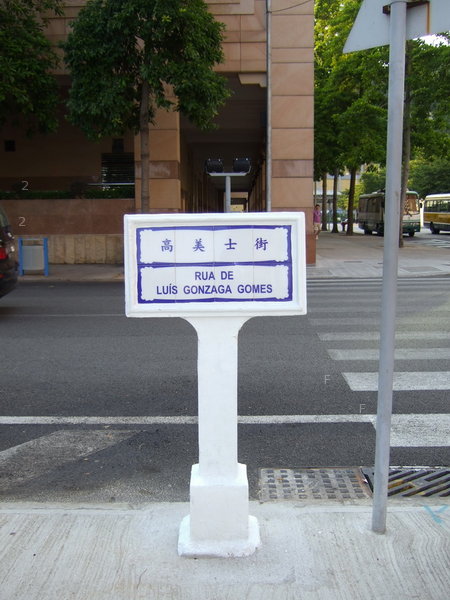 高美士街
RUA DE
LUÍS GONZAGA GOMES